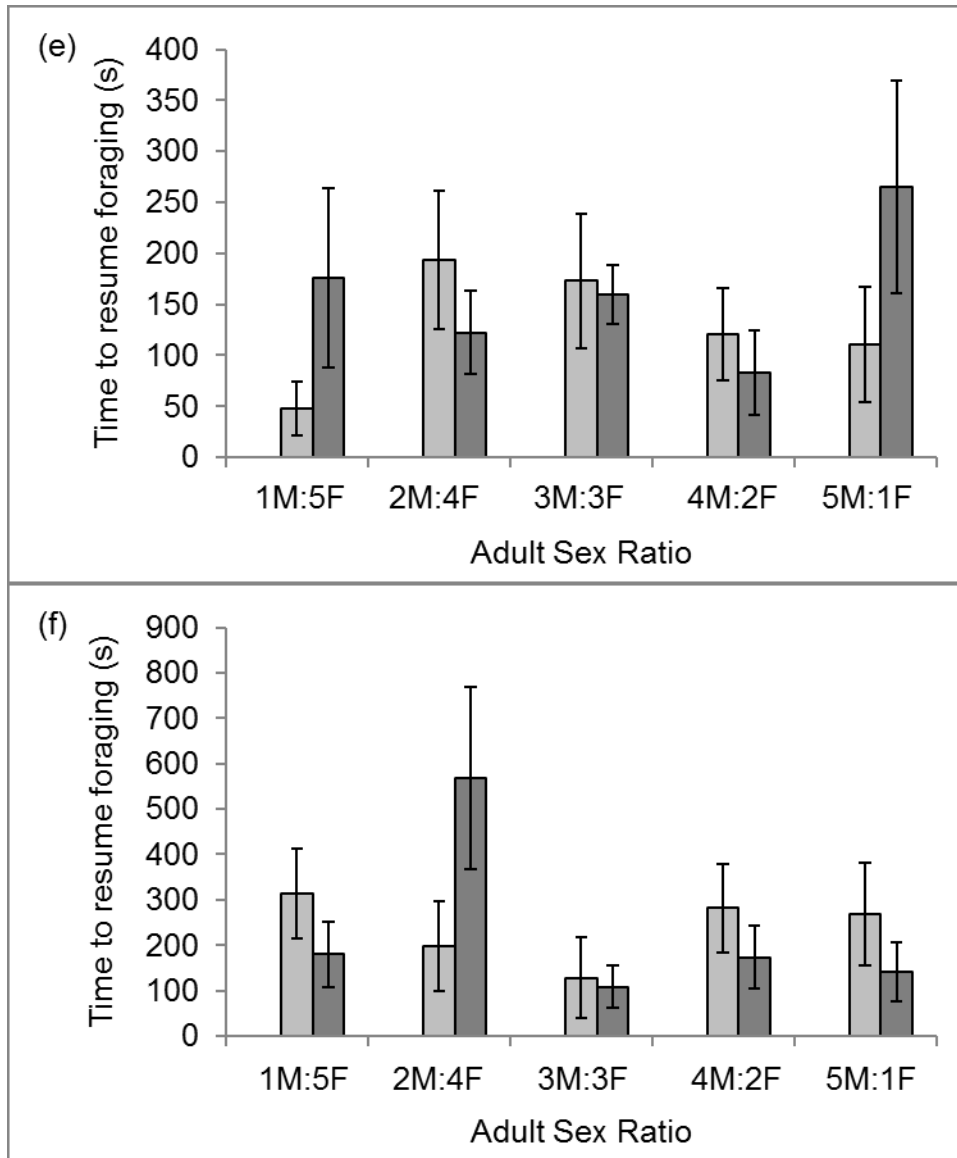 (e)
Time to resume foraging (s)
400
350
300
250
200
150
100
50
0
1M:5F 2M:4F 3M:3F 4M:2F 5M:1F
Adult Sex Ratio
(f)
Time to resume foraging (s)
900
800
700
600
500
400
300
200
100
0
1M:5F 2M:4F 3M:3F 4M:2F 5M:1F
Adult Sex Ratio